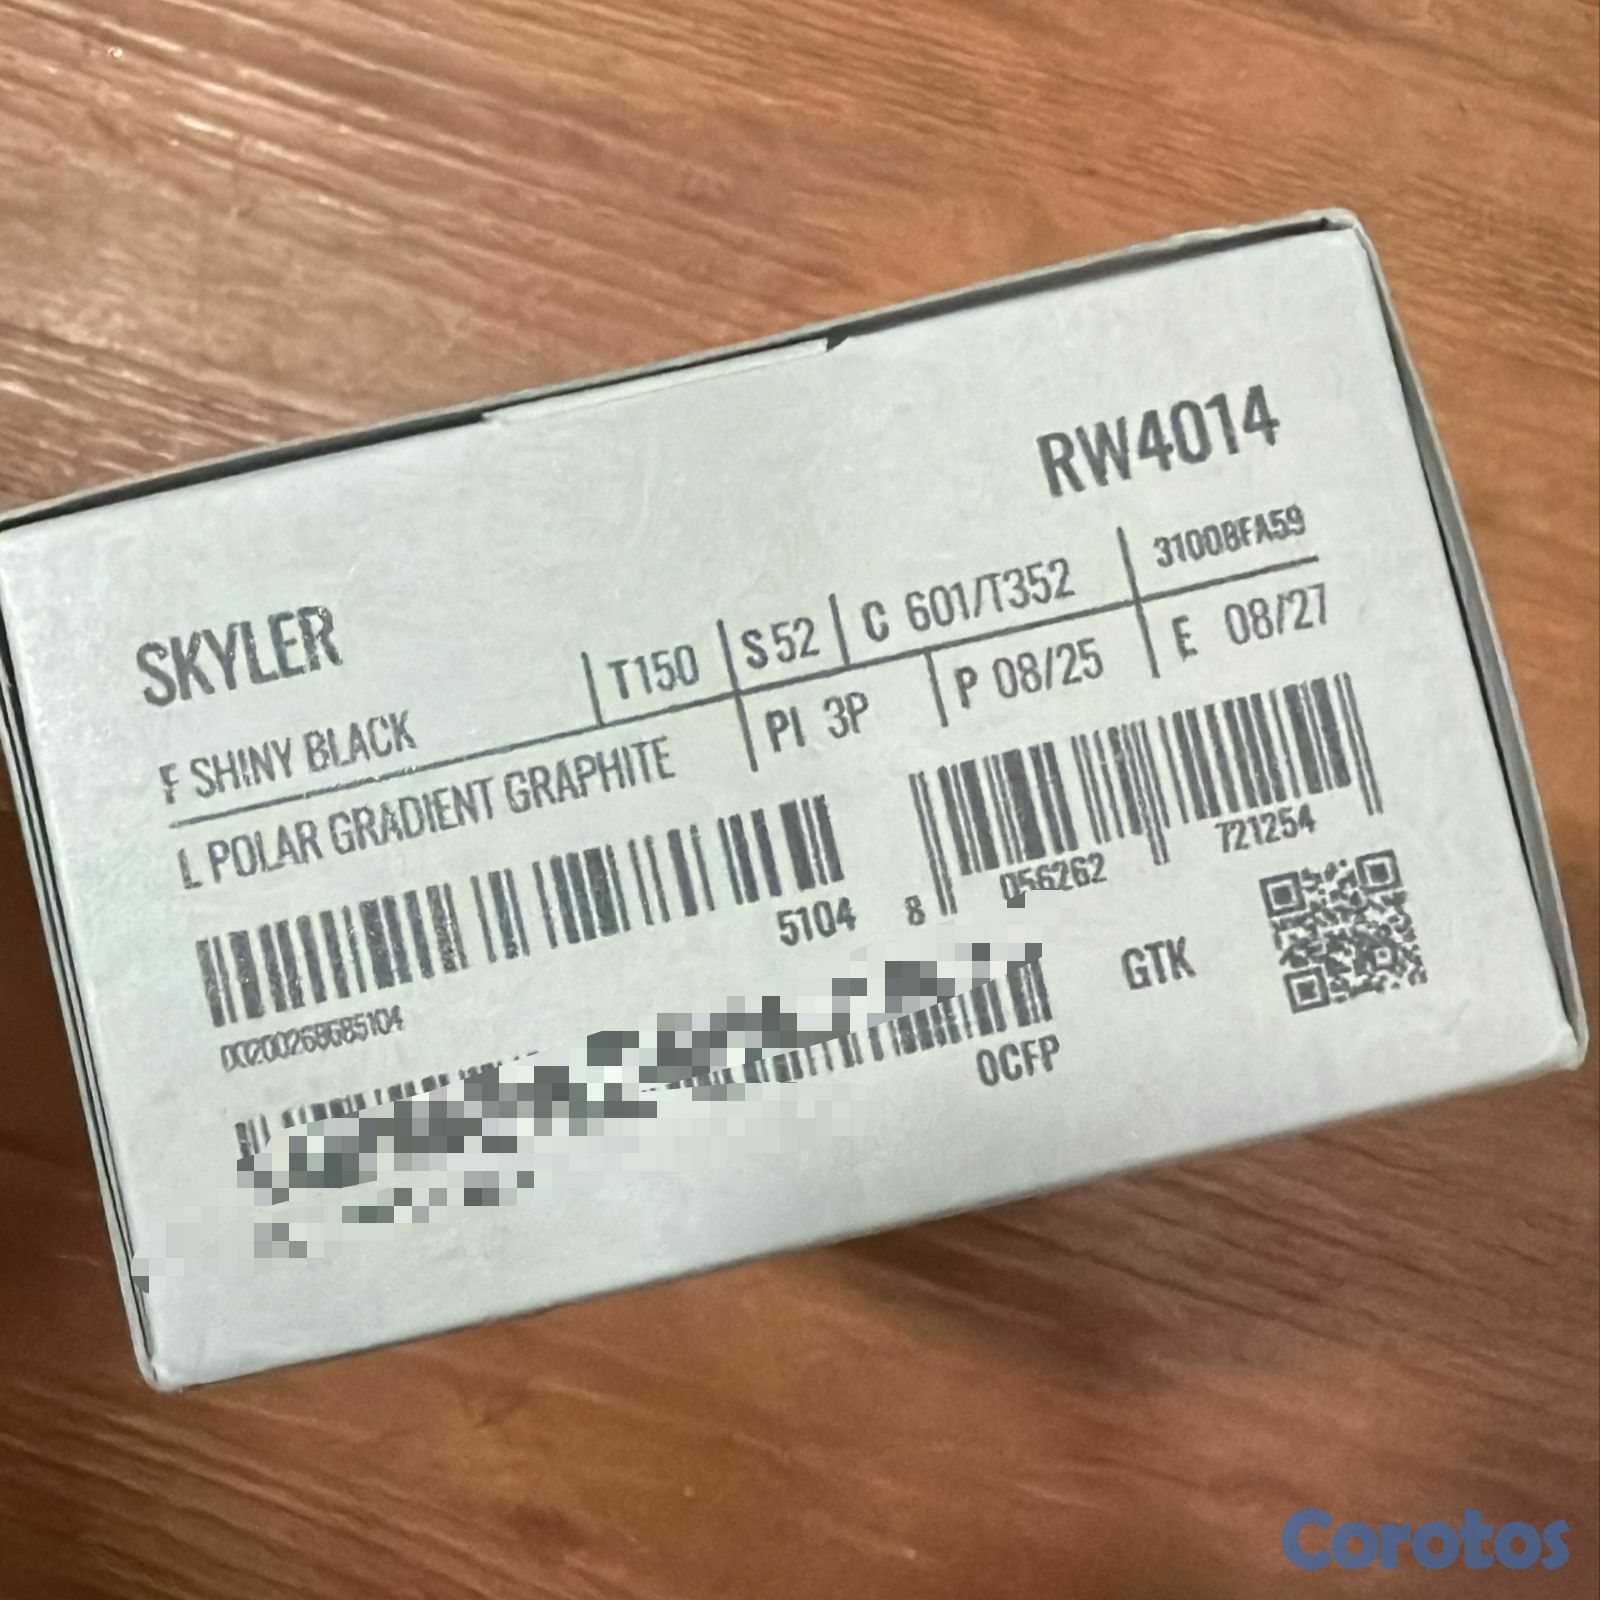 RW4014
SKYLER
T150 S 52 C 601/T352 31008FA59
F SHINY BLACK
L POLAR GRADIENT GRAPHITE PI 3P P 08/25 E 08/27
5104 8 056262 721254
GTK
0CFP
Corotos